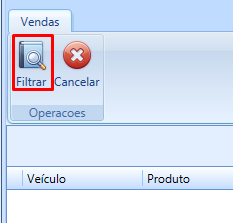 Vendas
Filtrar Cancelar
Operacoes
Veículo Produto